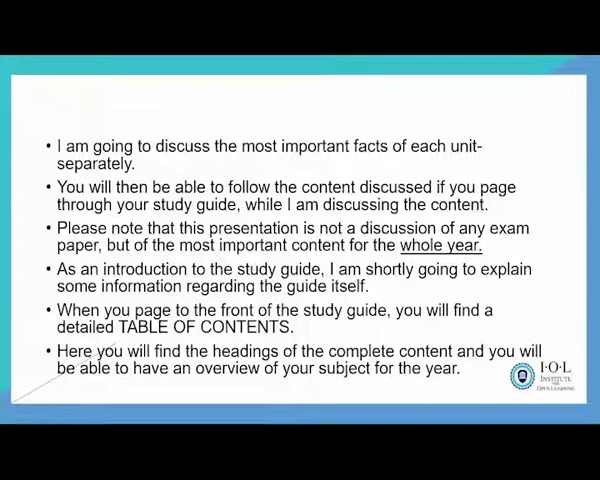 • I am going to discuss the most important facts of each unit-
separately.
• You will then be able to follow the content discussed if you page
through your study guide, while I am discussing the content.
• Please note that this presentation is not a discussion of any exam
paper, but of the most important content for the whole year.
• As an introduction to the study guide, I am shortly going to explain
some information regarding the guide itself.
• When you page to the front of the study guide, you will find a
detailed TABLE OF CONTENTS.
• Here you will find the headings of the complete content and you will
be able to have an overview of your subject for the year.
I·O·L
INSTITUTE
FOR
OPEN LEARNING